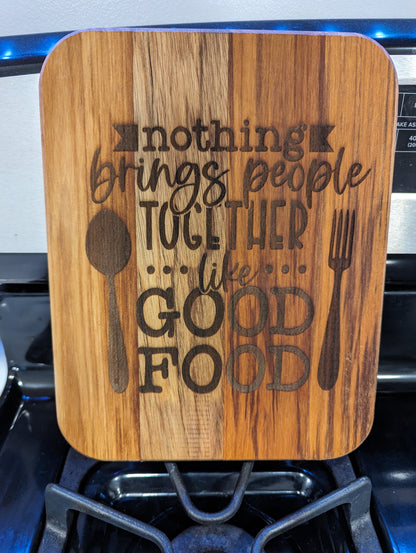 nothing
brings people
TOGETHER
like
GOOD
FOOD